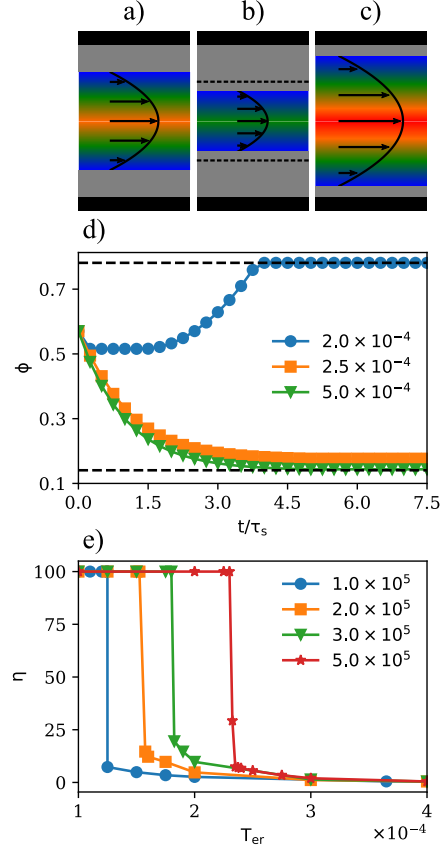 a) b) c)
d)
0.7
0.5
0.3
0.1
ϕ
2.0 × 10⁻⁴
2.5 × 10⁻⁴
5.0 × 10⁻⁴
0.0 1.5 3.0 4.5 6.0 7.5
t/τₛ
e)
100
75
50
25
0
η
1.0 × 10⁵
2.0 × 10⁵
3.0 × 10⁵
5.0 × 10⁵
1 2 3 4
T_er ×10⁻⁴